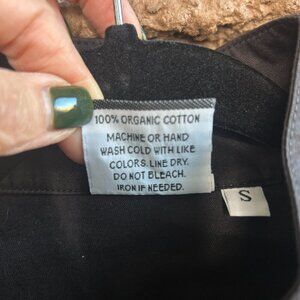 100% ORGANIC COTTON
MACHINE OR HAND
WASH COLD WITH LIKE
COLORS. LINE DRY.
DO NOT BLEACH.
IRON IF NEEDED.
S